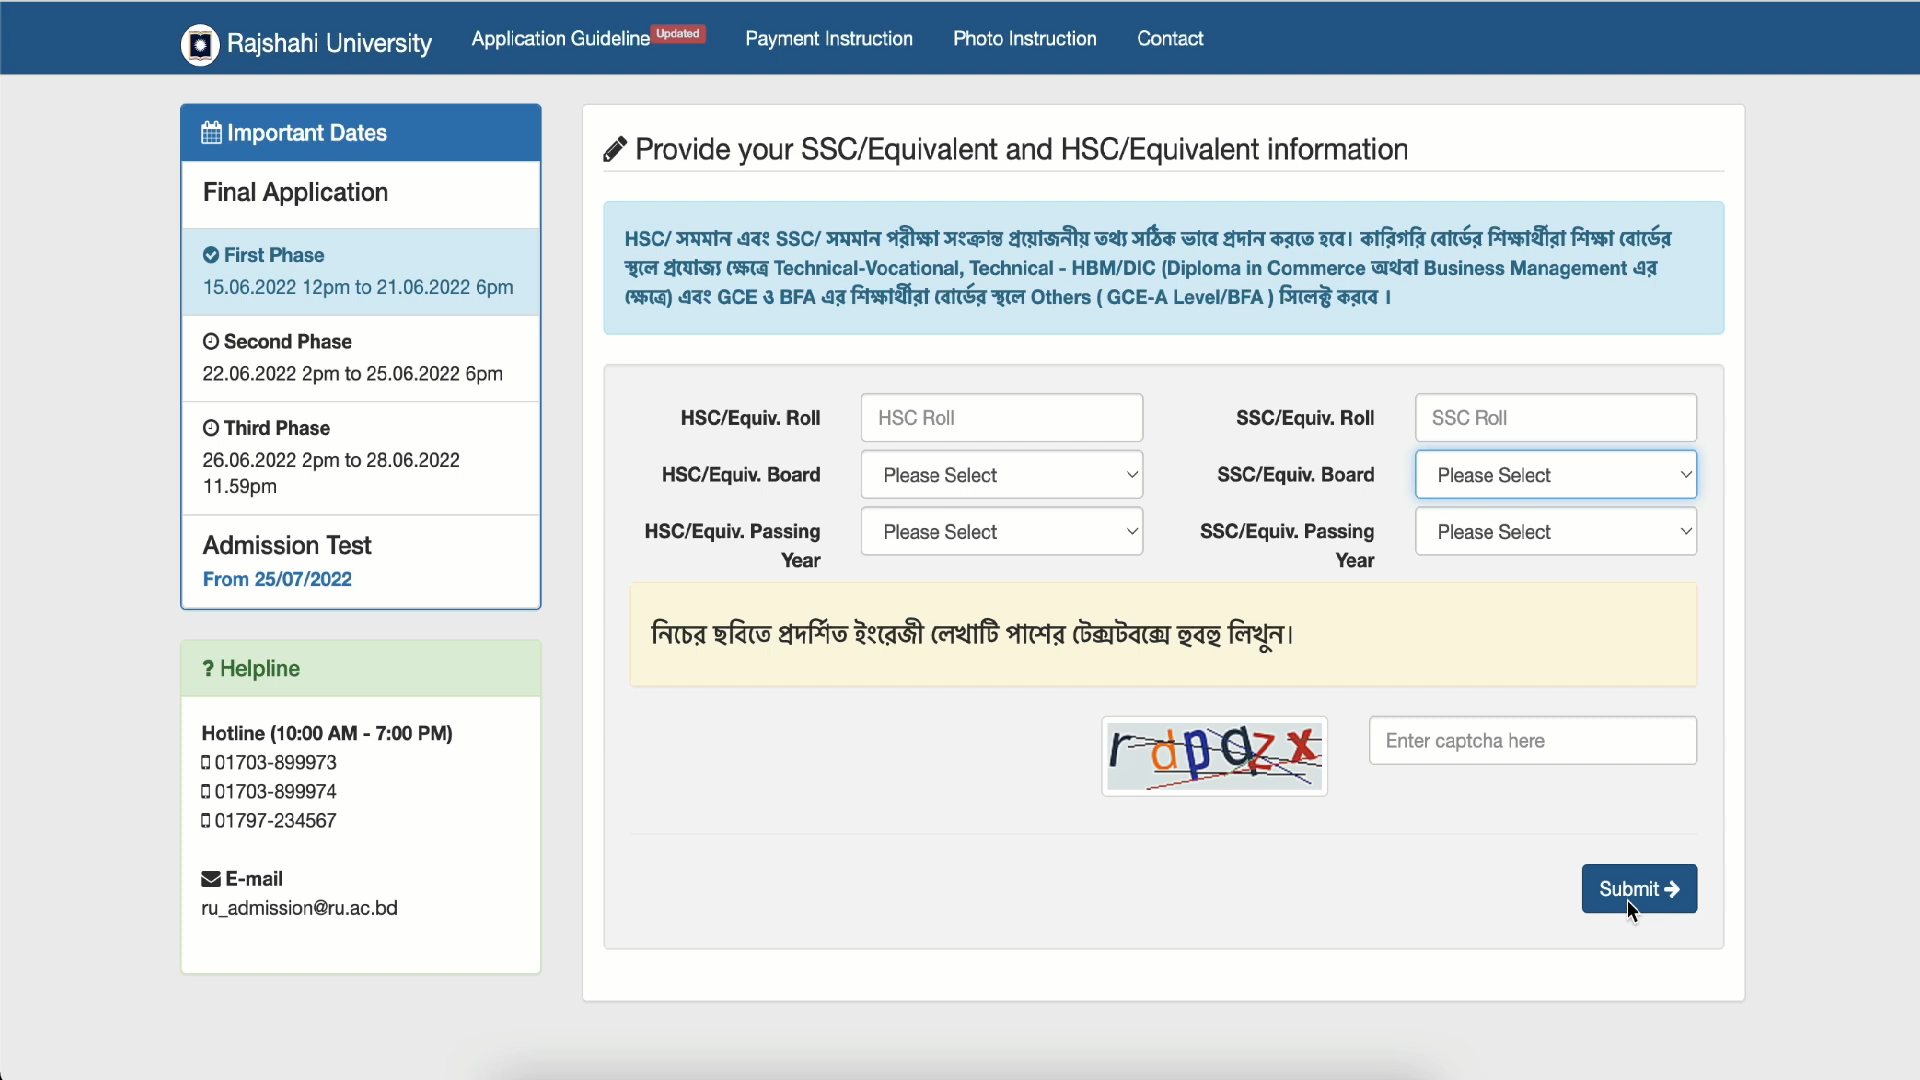 Rajshahi University
Application Guideline Updated
Payment Instruction
Photo Instruction
Contact
Important Dates
Final Application
First Phase
15.06.2022 12pm to 21.06.2022 6pm
Second Phase
22.06.2022 2pm to 25.06.2022 6pm
Third Phase
26.06.2022 2pm to 28.06.2022
11.59pm
Admission Test
From 25/07/2022
? Helpline
Hotline (10:00 AM - 7:00 PM)
01703-899973
01703-899974
01797-234567
E-mail
ru_admission@ru.ac.bd
Provide your SSC/Equivalent and HSC/Equivalent information
HSC/ সমমান এবং SSC/ সমমান পরীক্ষা সংক্রান্ত প্রয়োজনীয় তথ্য সঠিক ভাবে প্রদান করতে হবে। কারিগরি বোর্ডের শিক্ষার্থীরা শিক্ষা বোর্ডের
স্থলে প্রযোজ্য ক্ষেত্রে Technical-Vocational, Technical - HBM/DIC (Diploma in Commerce অথবা Business Management এর
ক্ষেত্রে) এবং GCE ও BFA এর শিক্ষার্থীরা বোর্ডের স্থলে Others ( GCE-A Level/BFA ) সিলেক্ট করবে ।
HSC/Equiv. Roll
HSC Roll
SSC/Equiv. Roll
SSC Roll
HSC/Equiv. Board
Please Select
SSC/Equiv. Board
Please Select
HSC/Equiv. Passing
Year
Please Select
SSC/Equiv. Passing
Year
Please Select
নিচের ছবিতে প্রদর্শিত ইংরেজী লেখাটি পাশের টেক্সটবক্সে হুবহু লিখুন।
rdpqzx
Enter captcha here
Submit